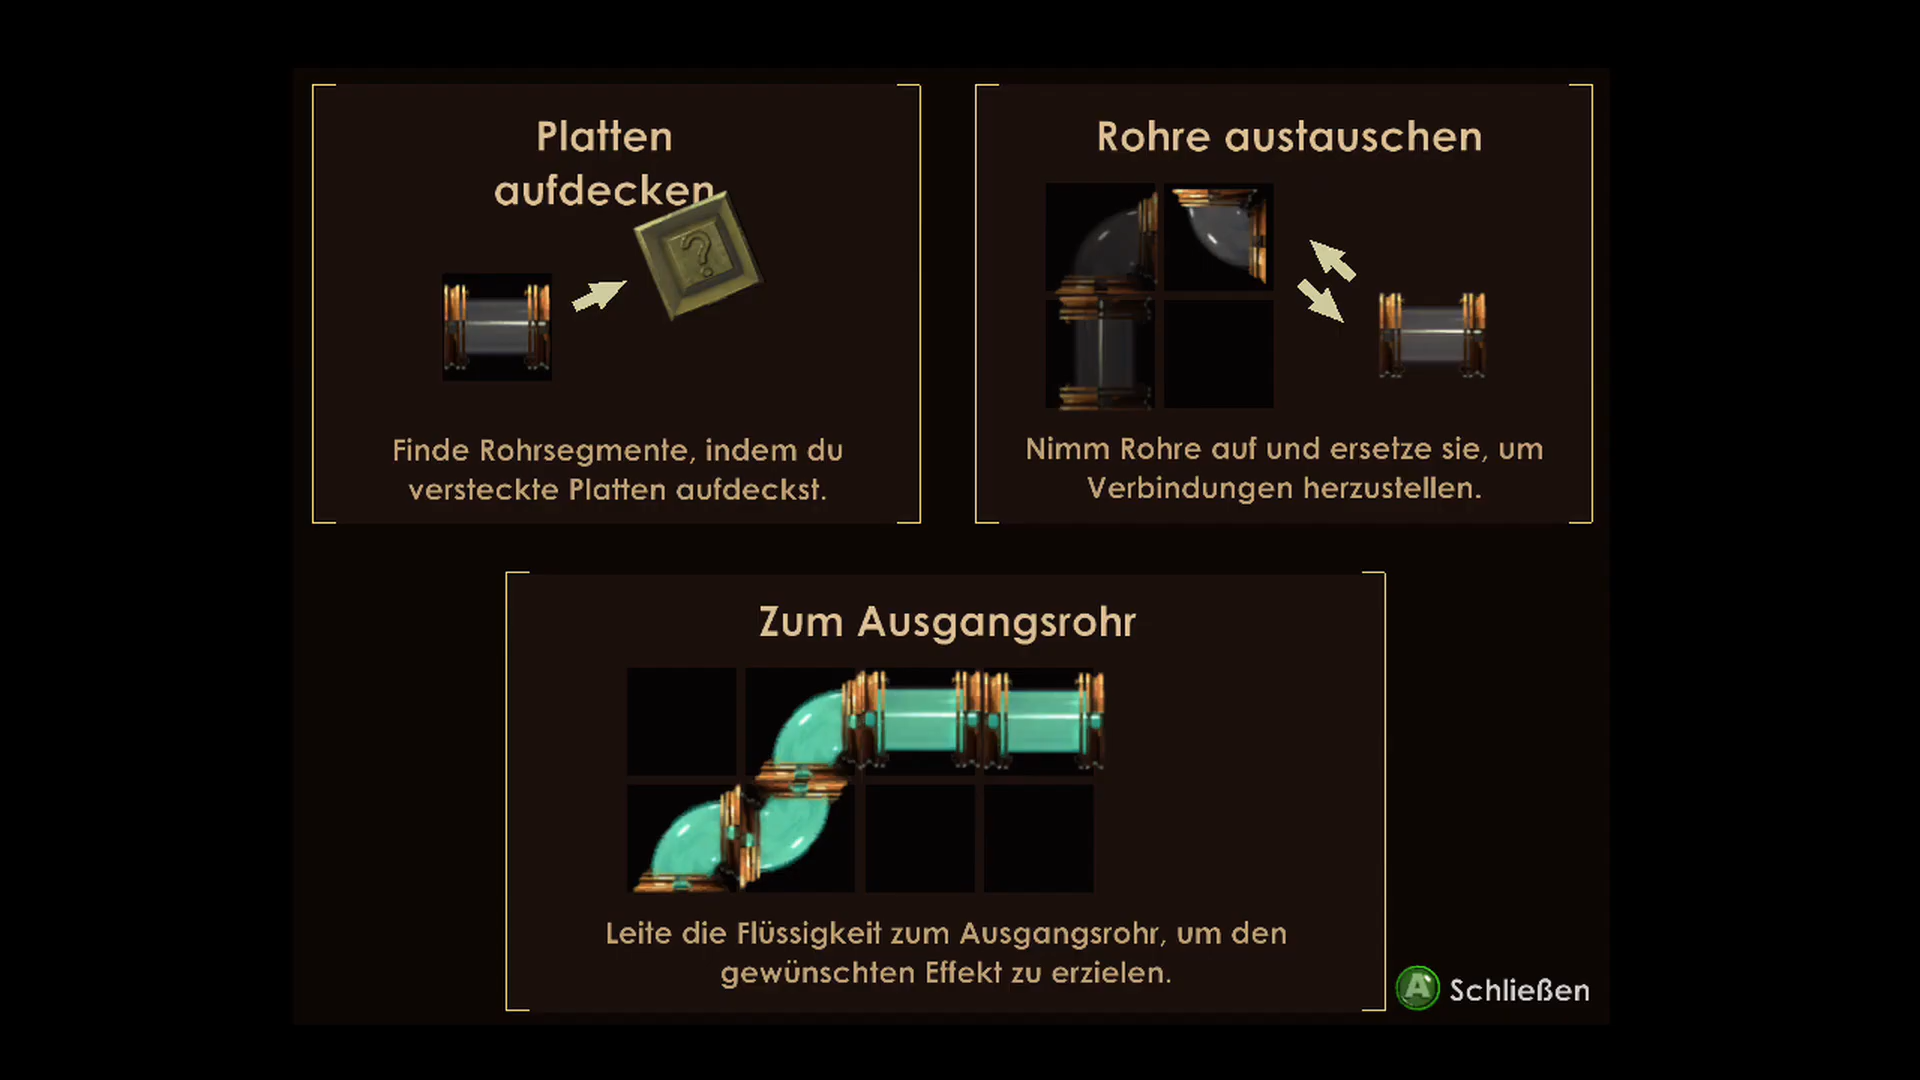 Platten
aufdecken
?
Finde Rohrsegmente, indem du
versteckte Platten aufdeckst.
Rohre austauschen
Nimm Rohre auf und ersetze sie, um
Verbindungen herzustellen.
Zum Ausgangsrohr
Leite die Flüssigkeit zum Ausgangsrohr, um den
gewünschten Effekt zu erzielen.
A Schließen